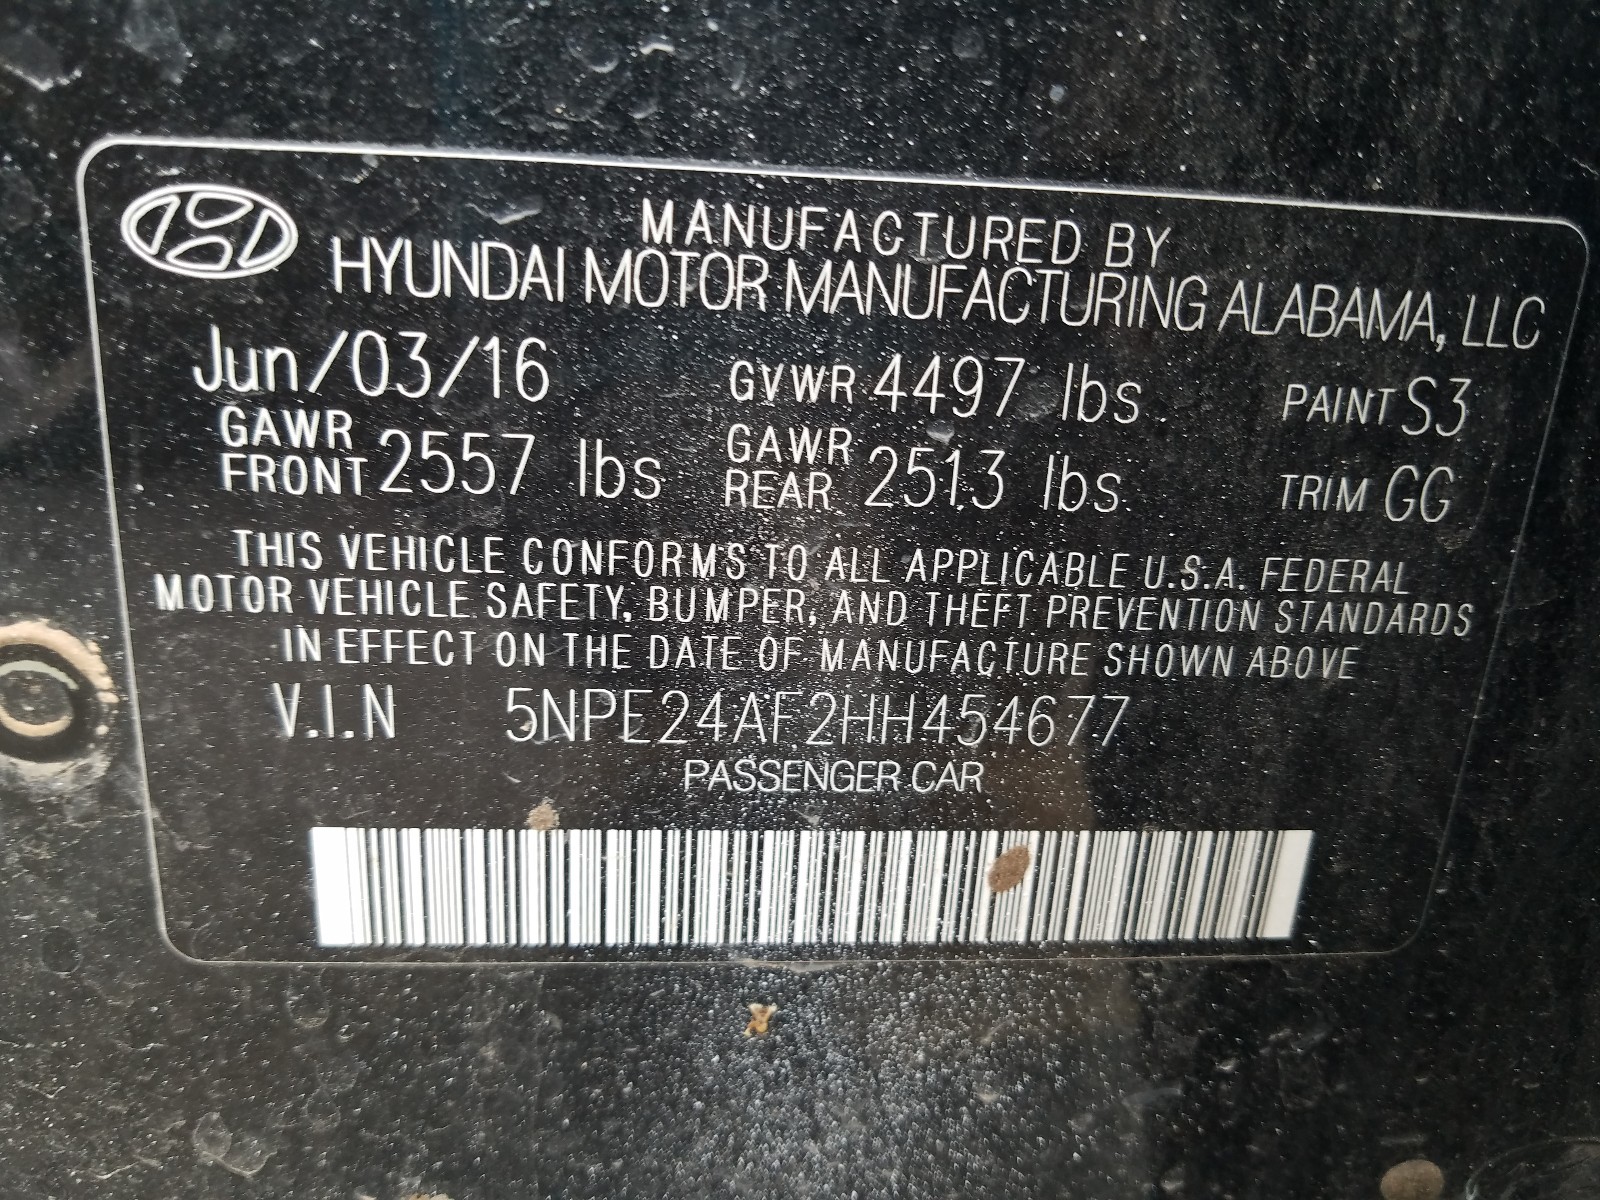 MANUFACTURED BY
HYUNDAI MOTOR MANUFACTURING ALABAMA, LLC
Jun/03/16 GVWR 4497 lbs PAINT S3
GAWR FRONT 2557 lbs GAWR REAR 2513 lbs TRIM GG
THIS VEHICLE CONFORMS TO ALL APPLICABLE U.S.A. FEDERAL
MOTOR VEHICLE SAFETY, BUMPER, AND THEFT PREVENTION STANDARDS
IN EFFECT ON THE DATE OF MANUFACTURE SHOWN ABOVE
V.I.N 5NPE24AF2HH454677
PASSENGER CAR